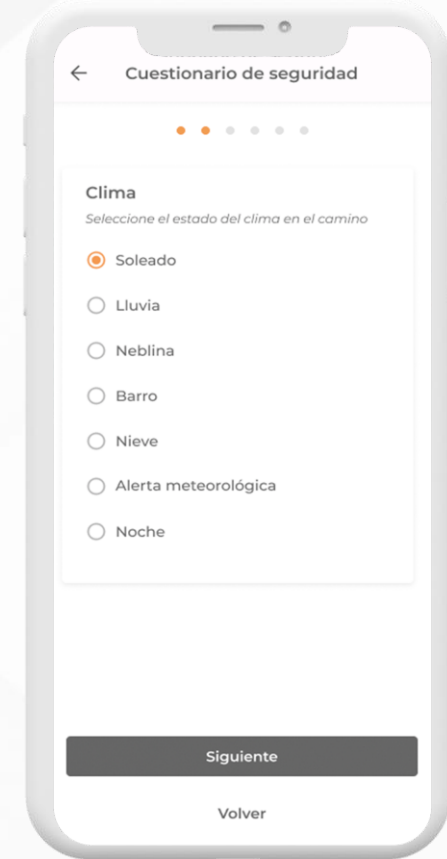 Cuestionario de seguridad
Clima
Seleccione el estado del clima en el camino
Soleado
Lluvia
Neblina
Barro
Nieve
Alerta meteorológica
Noche
Siguiente
Volver